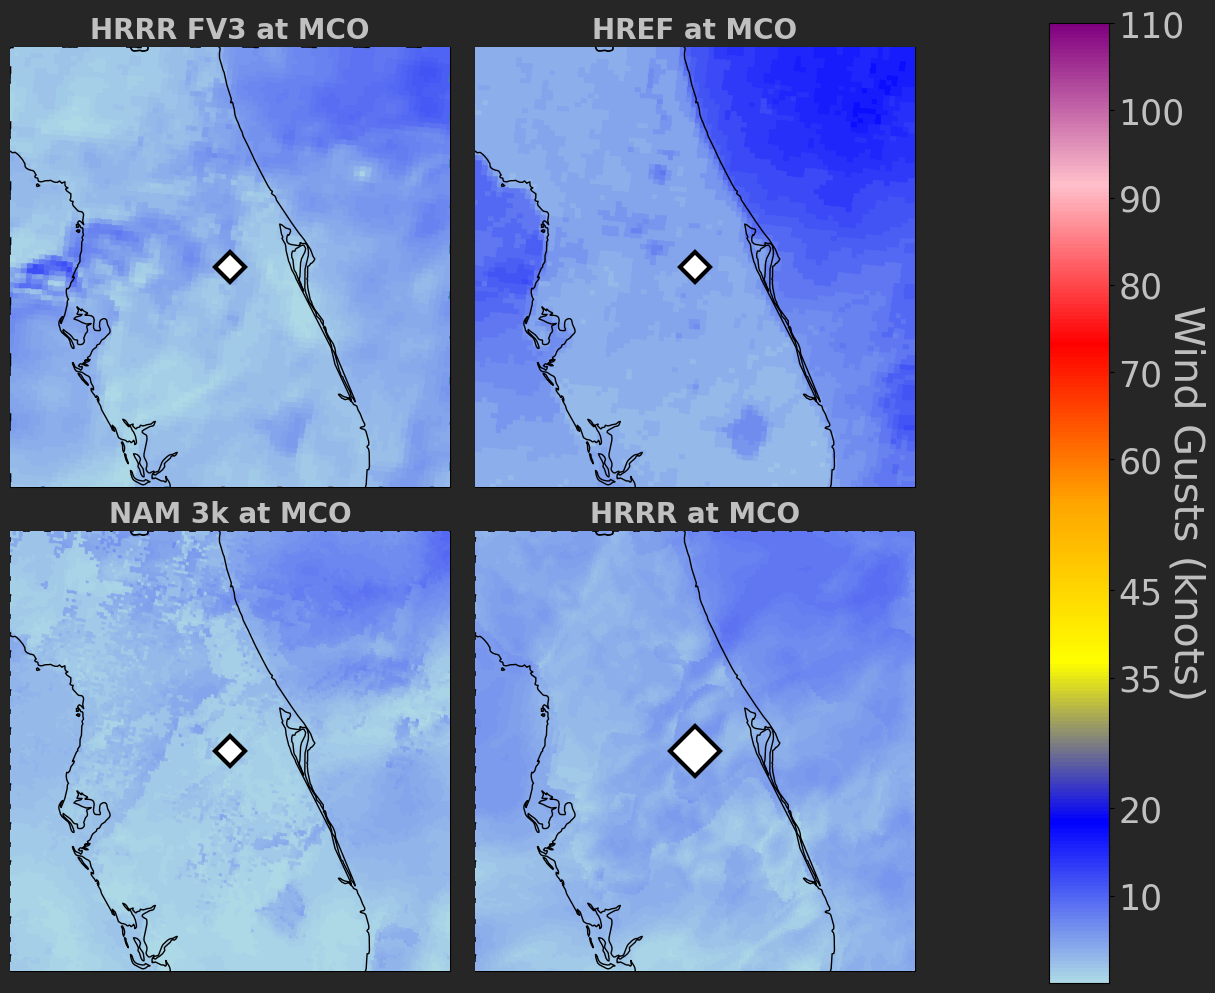 HRRR FV3 at MCO
HREF at MCO
NAM 3k at MCO
HRRR at MCO
110
100
90
80
70
60
45
35
20
10
Wind Gusts (knots)